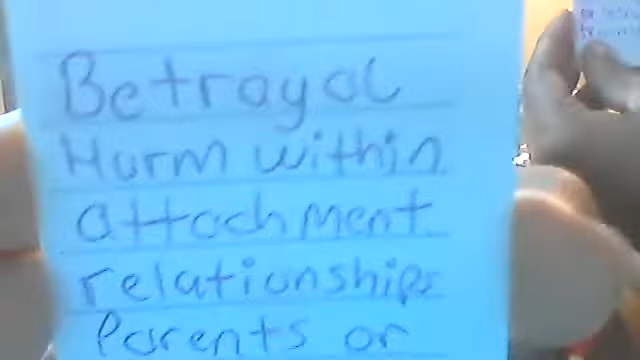 Betrayal
Harm within
attachment
relationships
Parents or